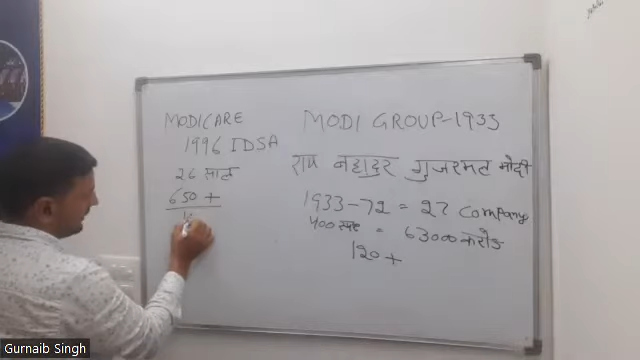 MODICARE
1996 IDSA
26 साल
650 +
MODI GROUP-1933
राय बहादुर गुजरमल मोदी
1933-72 = 27 Company
400 रुपए = 63000 करोड़
120 +
Gurnaib Singh